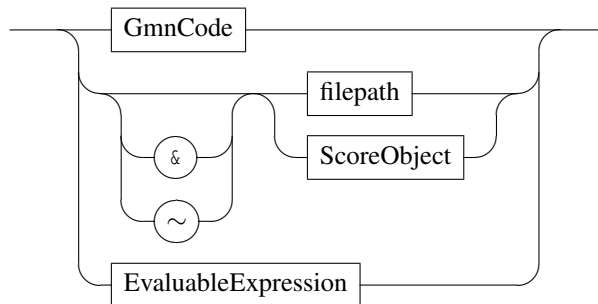 GmnCode
filepath
&
ScoreObject
~
EvaluableExpression